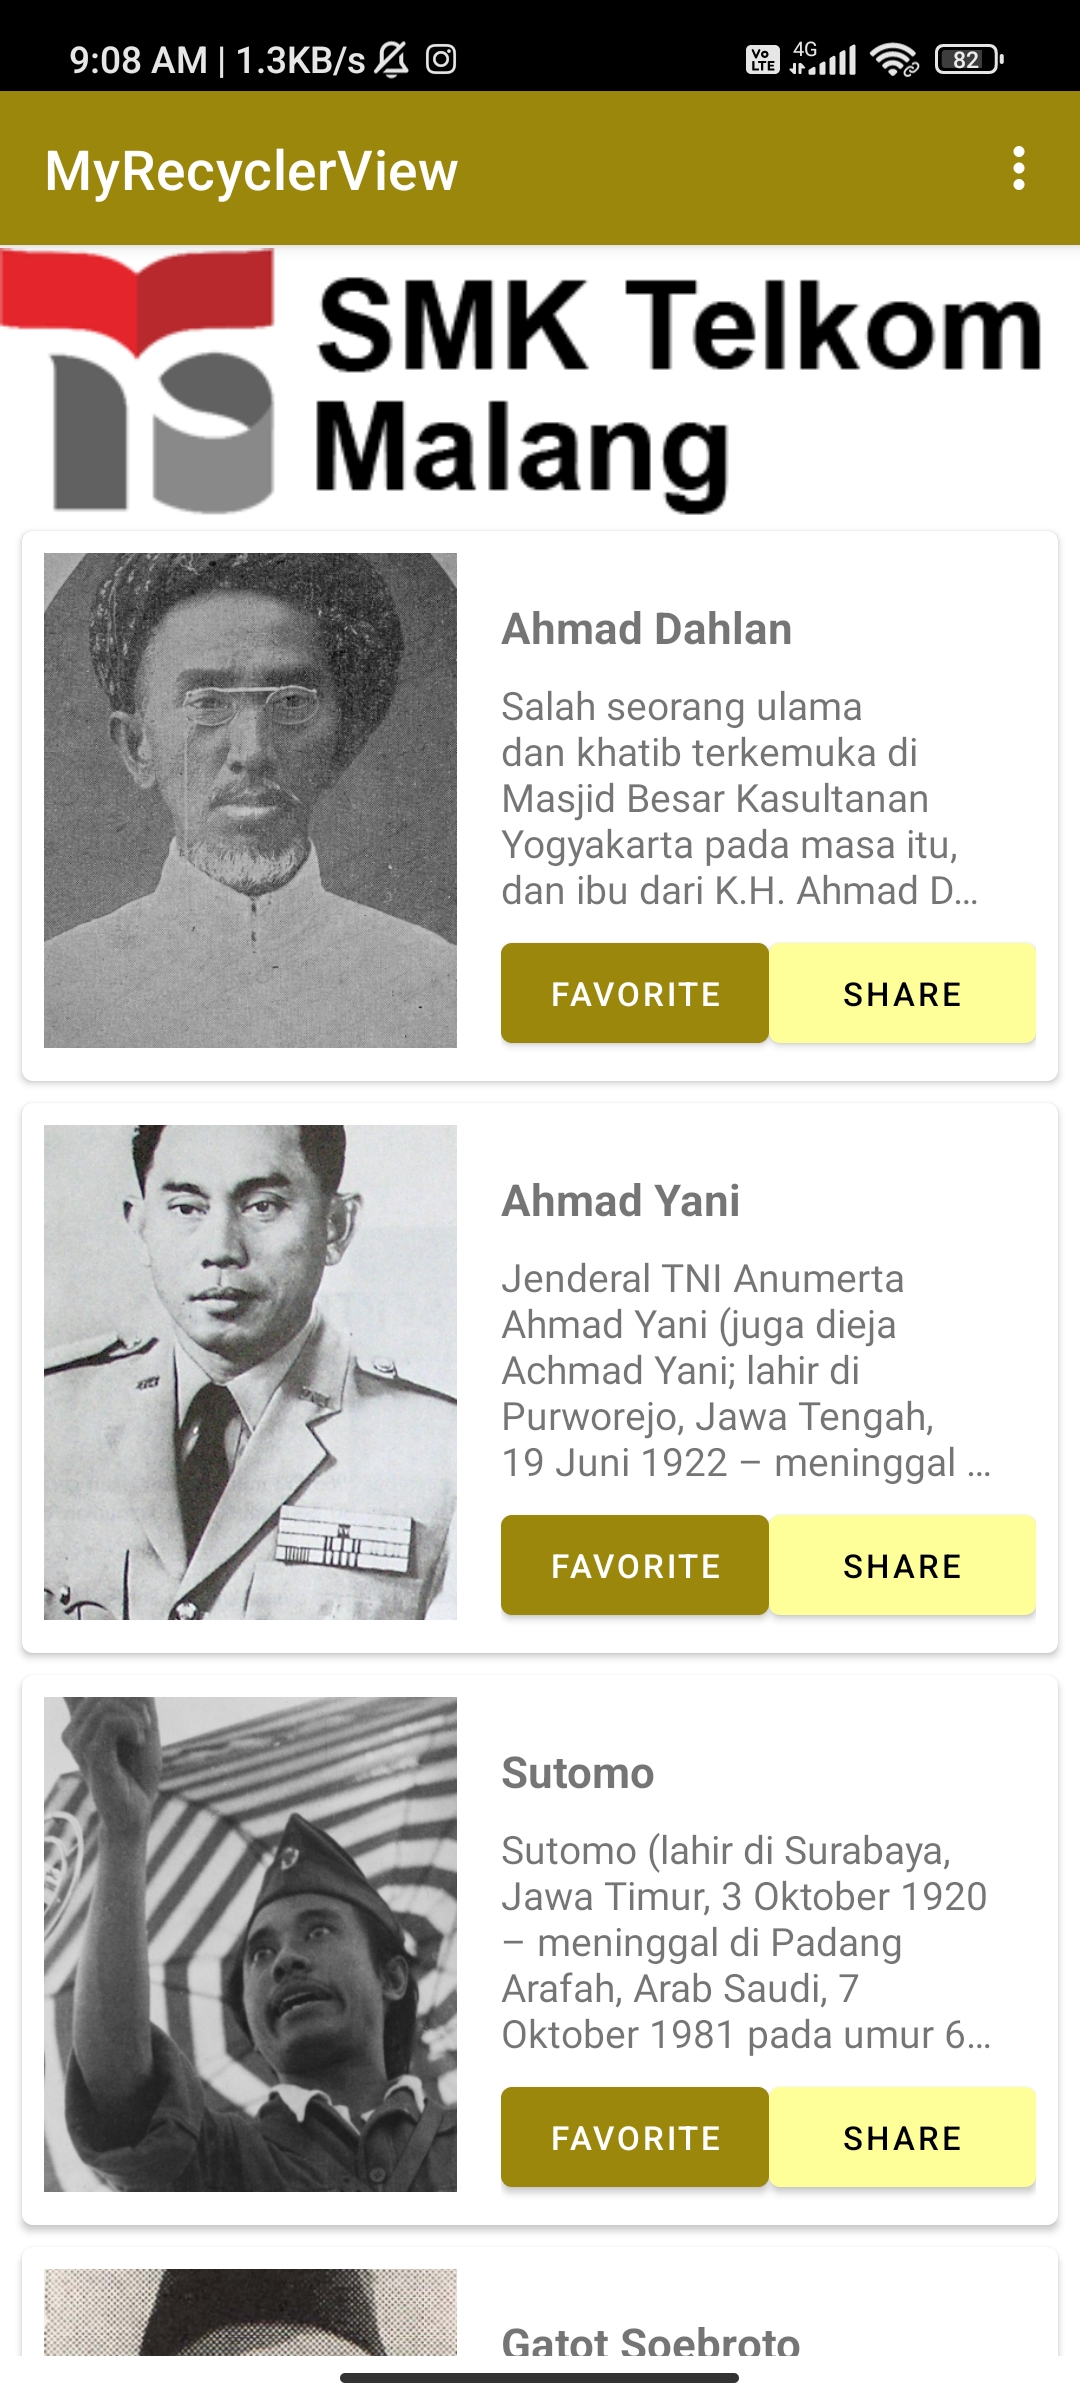 9:08 AM | 1.3KB/s
Vo LTE 4G 82
MyRecyclerView
SMK Telkom
Malang
Ahmad Dahlan
Salah seorang ulama
dan khatib terkemuka di
Masjid Besar Kasultanan
Yogyakarta pada masa itu,
dan ibu dari K.H. Ahmad D...
FAVORITE SHARE
Ahmad Yani
Jenderal TNI Anumerta
Ahmad Yani (juga dieja
Achmad Yani; lahir di
Purworejo, Jawa Tengah,
19 Juni 1922 – meninggal ...
FAVORITE SHARE
Sutomo
Sutomo (lahir di Surabaya,
Jawa Timur, 3 Oktober 1920
– meninggal di Padang
Arafah, Arab Saudi, 7
Oktober 1981 pada umur 6...
FAVORITE SHARE
Gatot Soebroto